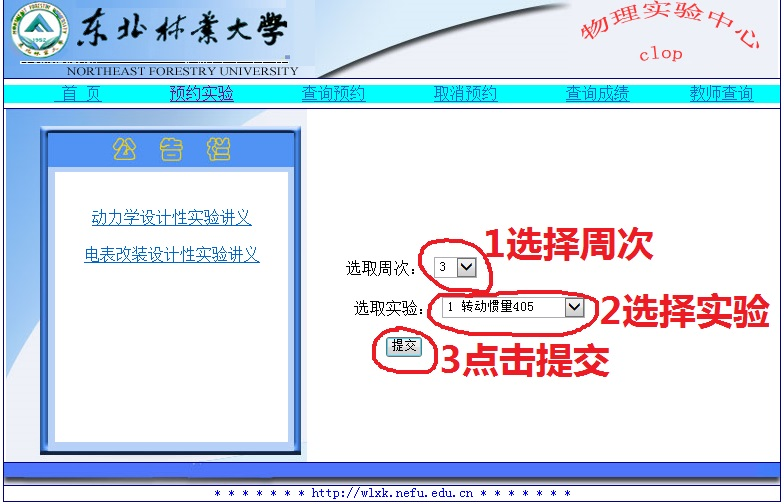 东北林业大学
NORTHEAST FORESTRY UNIVERSITY
物理实验中心
clop
首 页 预约实验 查询预约 取消预约 查询成绩 教师查询
公 告 栏
动力学设计性实验讲义
电表改装设计性实验讲义
1选择周次
选取周次: 3
选取实验: 1 转动惯量405
2选择实验
提交
3点击提交
* * * * * * * http://wlxk.nefu.edu.cn * * * * * * *